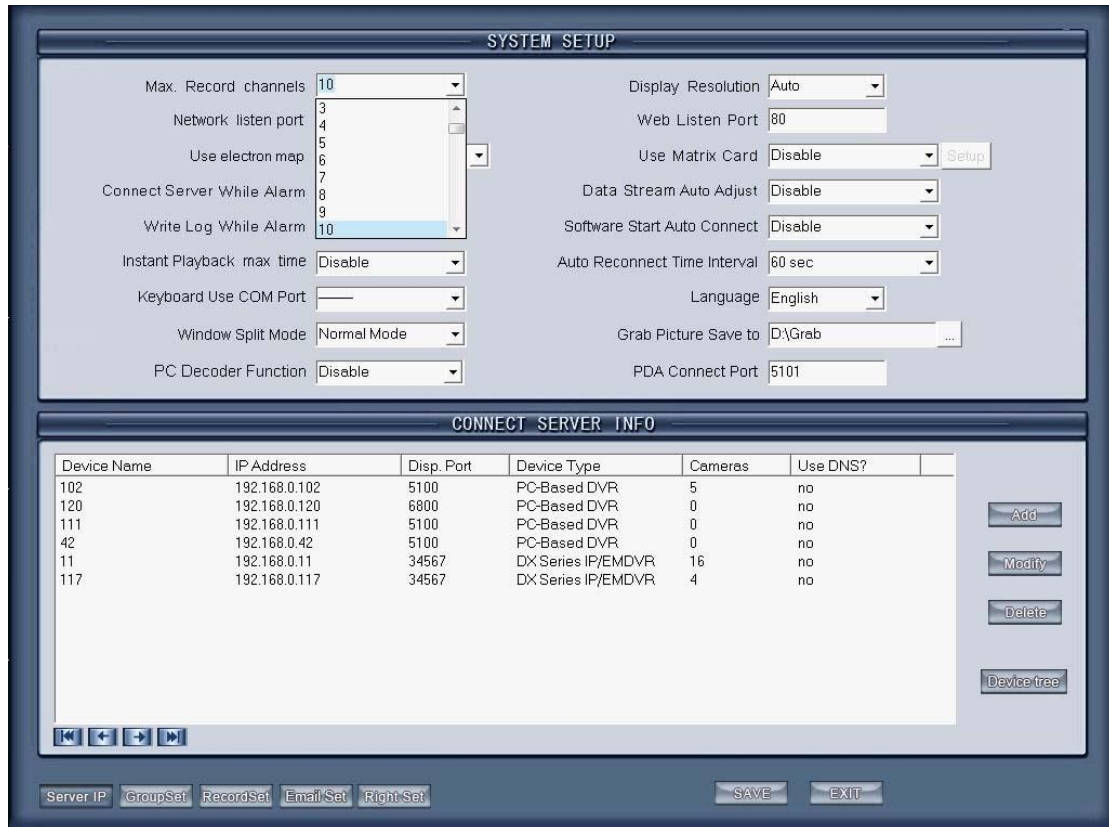 SYSTEM SETUP
Max. Record channels 10
3
4
5
6
7
8
9
10
Network listen port
Use electron map
Connect Server While Alarm
Write Log While Alarm
Instant Playback max time Disable
Keyboard Use COM Port
Window Split Mode Normal Mode
PC Decoder Function Disable
Display Resolution Auto
Web Listen Port 80
Use Matrix Card Disable Setup
Data Stream Auto Adjust Disable
Software Start Auto Connect Disable
Auto Reconnect Time Interval 60 sec
Language English
Grab Picture Save to D:\Grab ...
PDA Connect Port 5101
CONNECT SERVER INFO
Device Name IP Address Disp. Port Device Type Cameras Use DNS?
102 192.168.0.102 5100 PC-Based DVR 5 no
120 192.168.0.120 6800 PC-Based DVR 0 no
111 192.168.0.111 5100 PC-Based DVR 0 no
42 192.168.0.42 5100 PC-Based DVR 0 no
11 192.168.0.11 34567 DX Series IP/EMDVR 16 no
117 192.168.0.117 34567 DX Series IP/EMDVR 4 no
Add
Modify
Delete
Device tree
Server IP GroupSet RecordSet Email Set Right Set SAVE EXIT